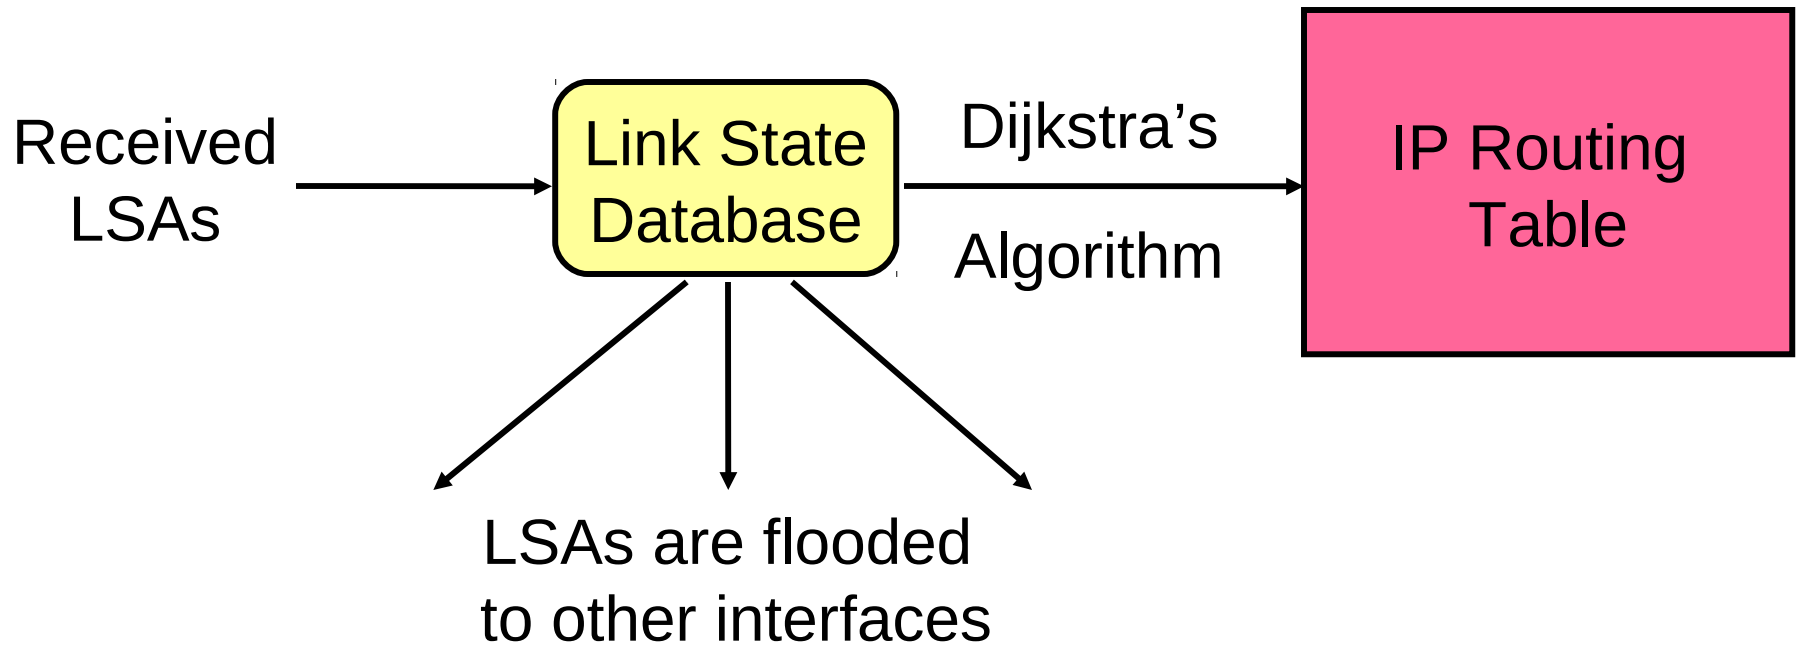 Received
LSAs
Link State
Database
Dijkstra’s
Algorithm
IP Routing
Table
LSAs are flooded
to other interfaces